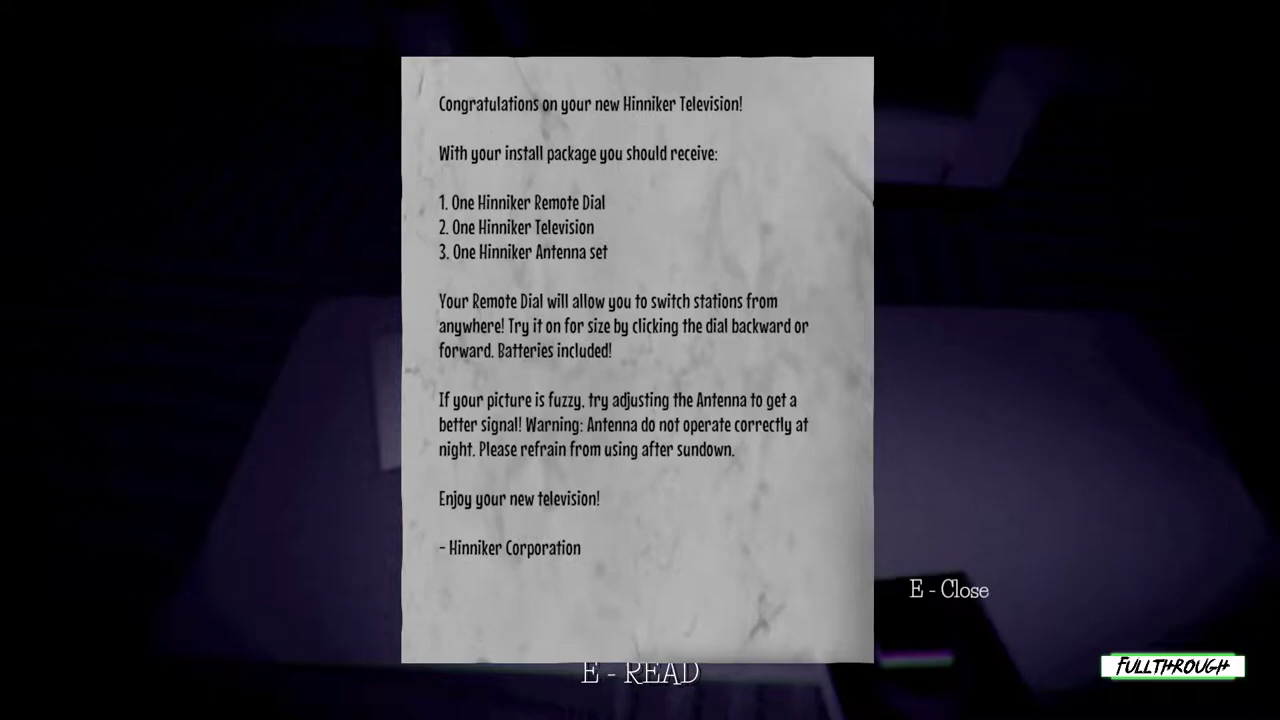 Congratulations on your new Hinniker Television!
With your install package you should receive:
1. One Hinniker Remote Dial
2. One Hinniker Television
3. One Hinniker Antenna set
Your Remote Dial will allow you to switch stations from
anywhere! Try it on for size by clicking the dial backward or
forward. Batteries included!
If your picture is fuzzy, try adjusting the Antenna to get a
better signal! Warning: Antenna do not operate correctly at
night. Please refrain from using after sundown.
Enjoy your new television!
- Hinniker Corporation
E - Close
E - READ
FULLTHROUGH